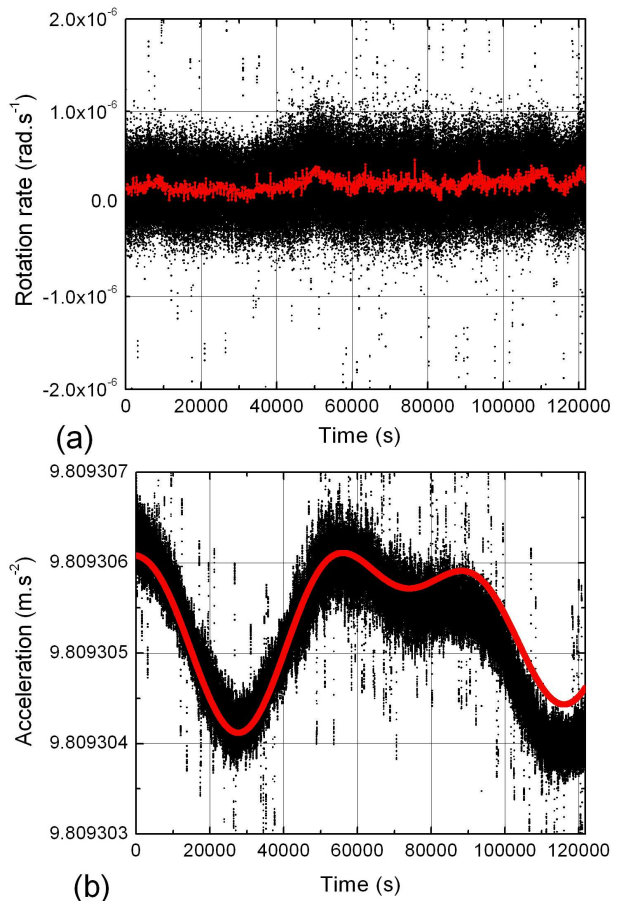 2.0x10⁻⁶
1.0x10⁻⁶
0.0
-1.0x10⁻⁶
-2.0x10⁻⁶
Rotation rate (rad.s⁻¹)
0 20000 40000 60000 80000 100000 120000
Time (s)
(a)
9.809307
9.809306
9.809305
9.809304
9.809303
Acceleration (m.s⁻²)
0 20000 40000 60000 80000 100000 120000
Time (s)
(b)